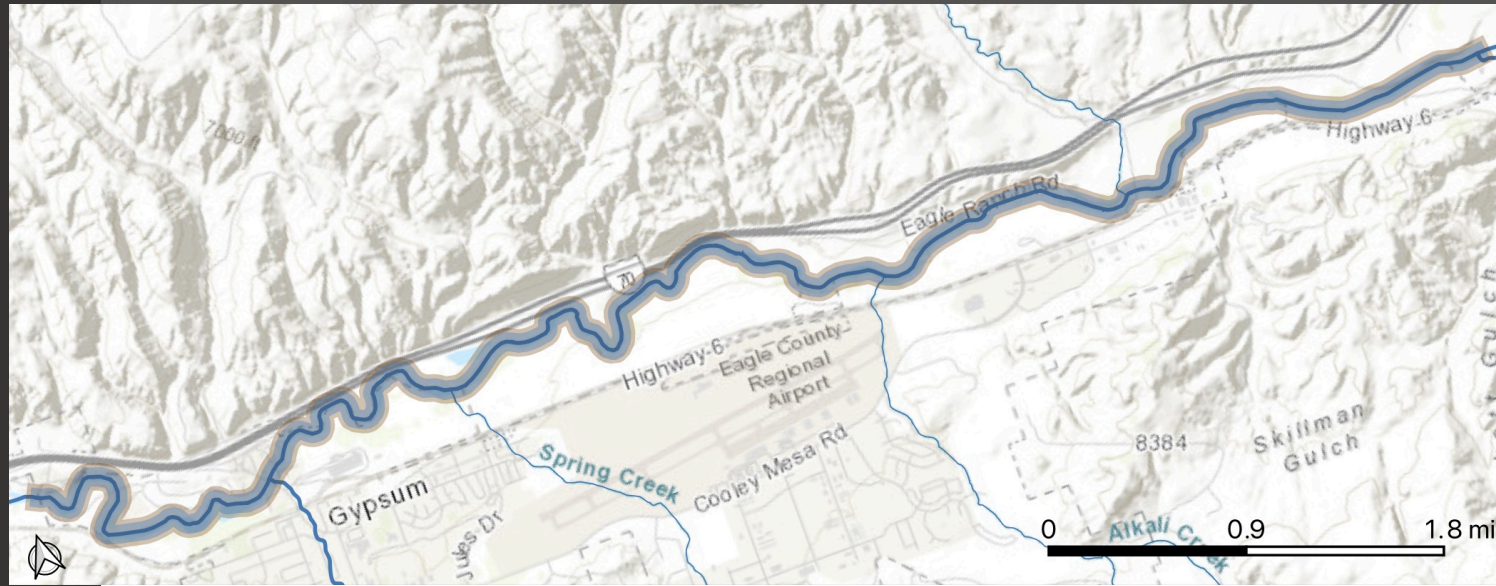 7000 ft
Highway 6
Eagle Ranch Rd
70
Highway 6
Eagle County
Regional
Airport
Skillman
Gulch
8384
Gulch
Cooley Mesa Rd
Spring Creek
Gypsum
Jules Dr
Alkali Creek
0 0.9 1.8 mi